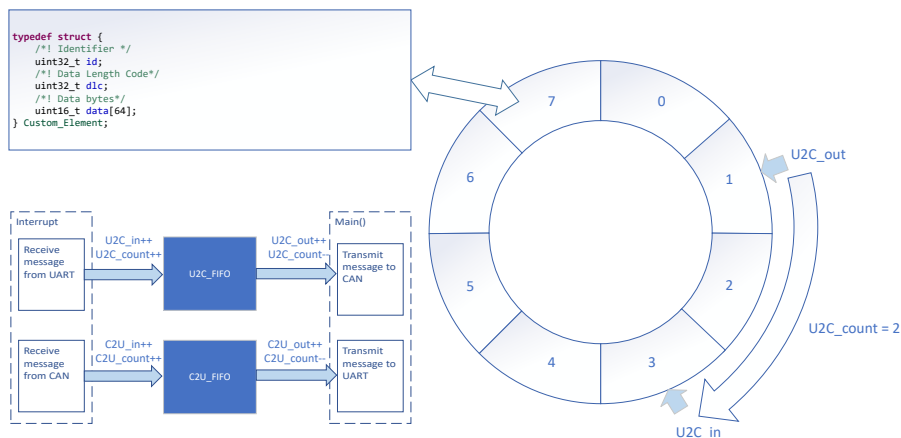 typedef struct {
/*! Identifier */
uint32_t id;
/*! Data Length Code*/
uint32_t dlc;
/*! Data bytes*/
uint16_t data[64];
} Custom_Element;
7
0
6
1
5
2
4
3
U2C_out
U2C_count = 2
U2C_in
Interrupt
Main()
Receive
message
from UART
U2C_in++
U2C_count++
U2C_FIFO
U2C_out++
U2C_count--
Transmit
message to
CAN
Receive
message
from CAN
C2U_in++
C2U_count++
C2U_FIFO
C2U_out++
C2U_count--
Transmit
message to
UART